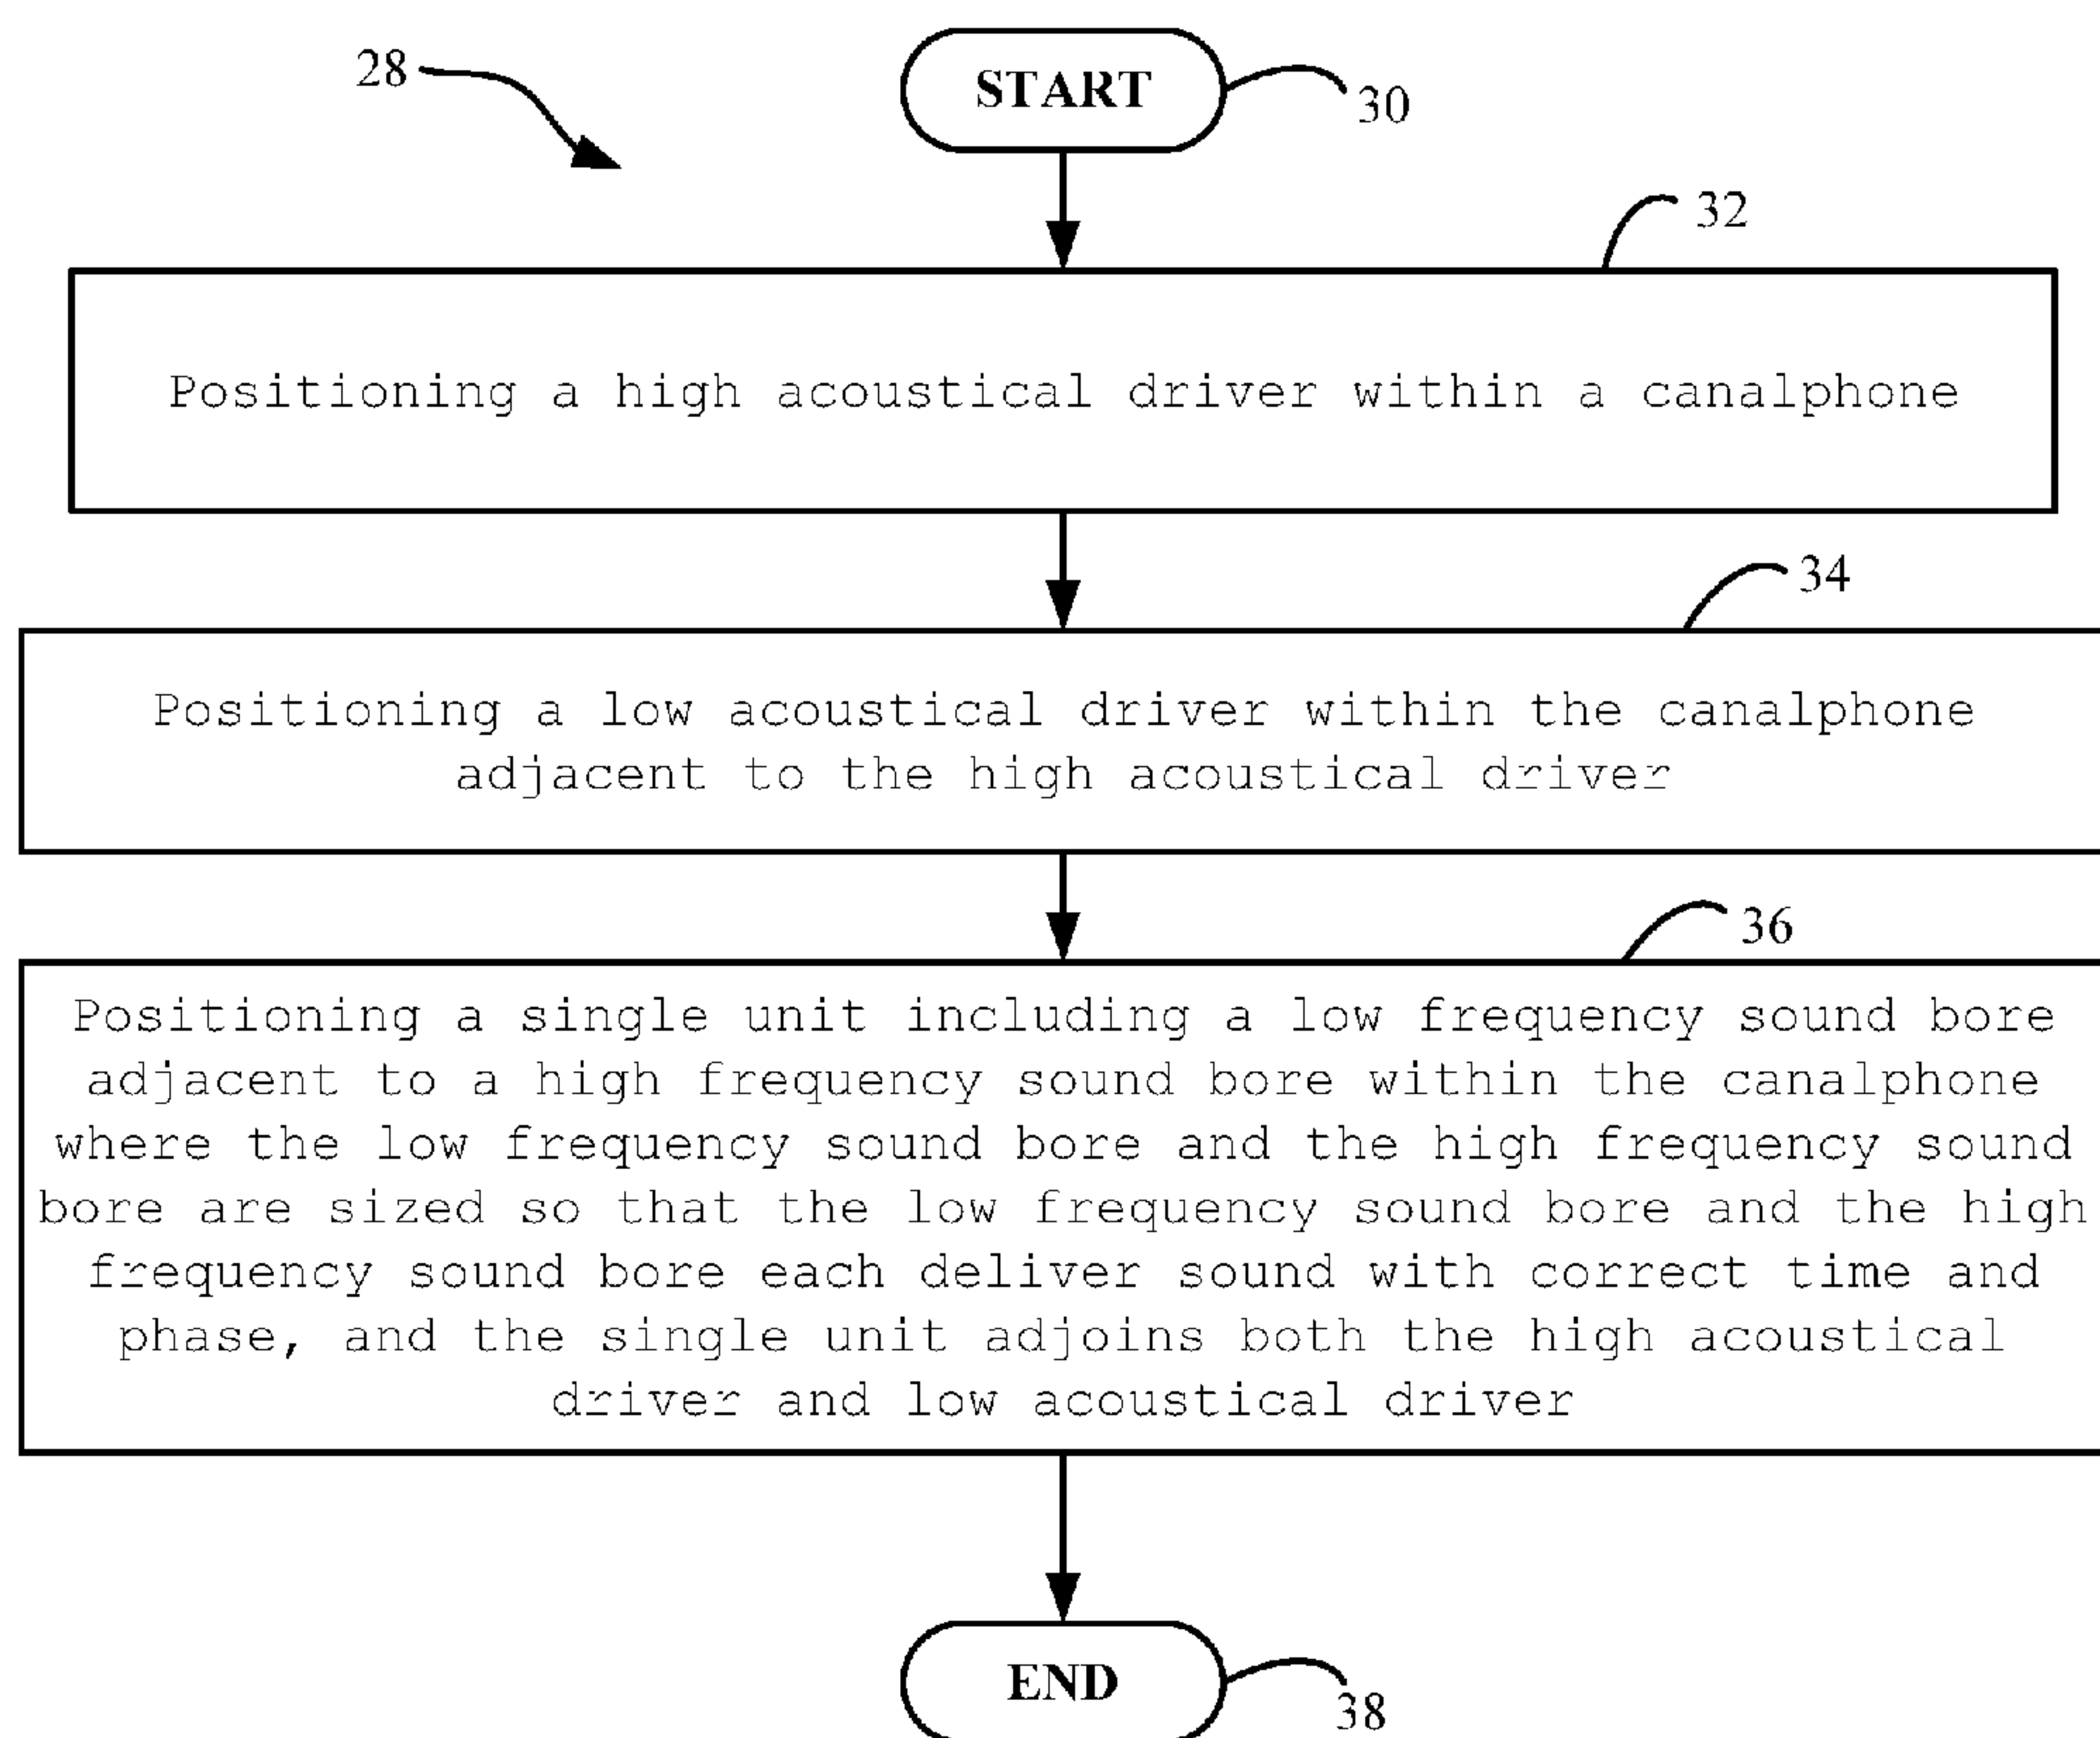 28
START
30
32
Positioning a high acoustical driver within a canalphone
34
Positioning a low acoustical driver within the canalphone
adjacent to the high acoustical driver
36
Positioning a single unit including a low frequency sound bore
adjacent to a high frequency sound bore within the canalphone
where the low frequency sound bore and the high frequency sound
bore are sized so that the low frequency sound bore and the high
frequency sound bore each deliver sound with correct time and
phase, and the single unit adjoins both the high acoustical
driver and low acoustical driver
END
38